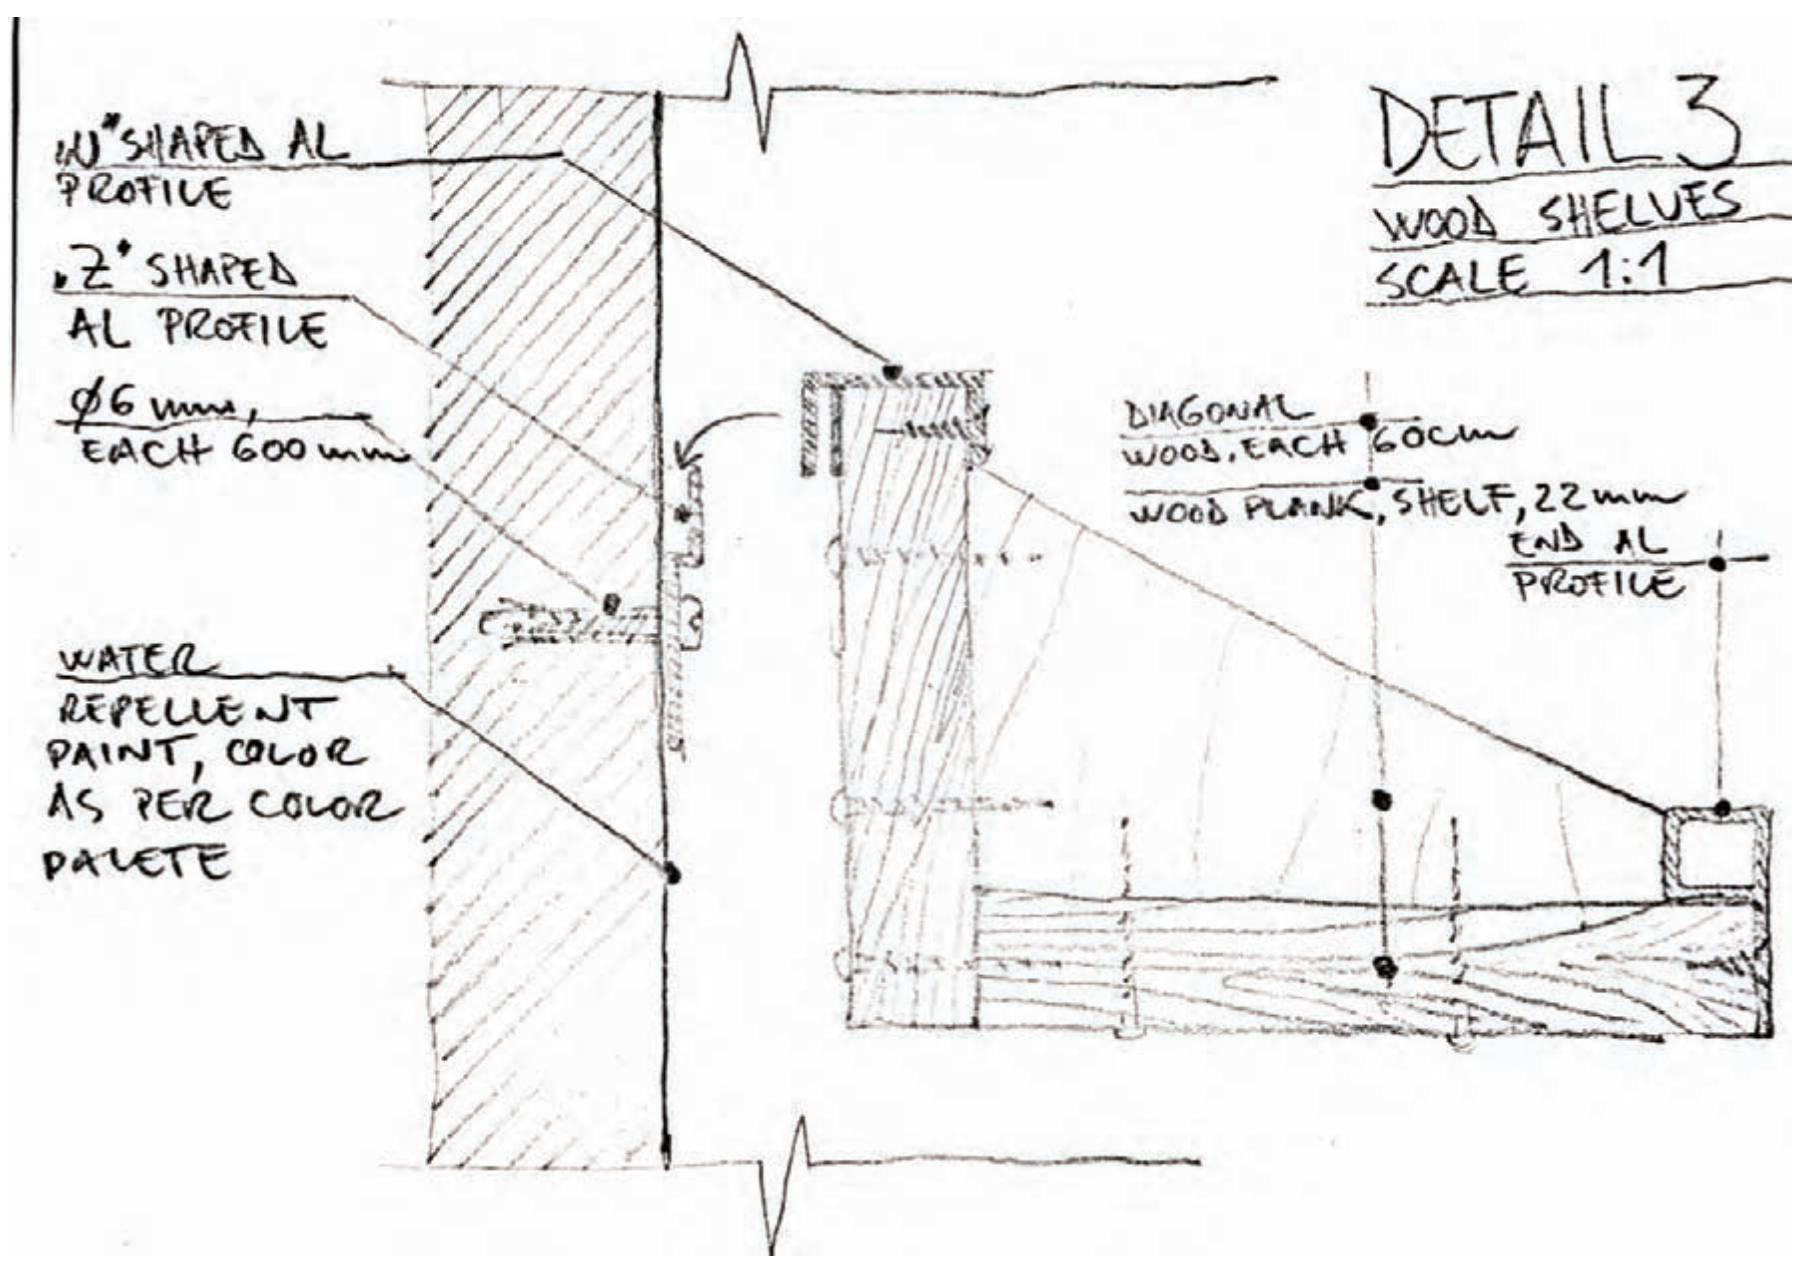 „U" SHAPED AL
PROFILE
„Z" SHAPED
AL PROFILE
Ø6 mm,
EACH 600 mm
WATER
REPELLENT
PAINT, COLOR
AS PER COLOR
PALETE
DETAIL 3
WOOD SHELVES
SCALE 1:1
DIAGONAL
WOOD, EACH 60cm
WOOD PLANK, SHELF, 22mm
END AL
PROFILE